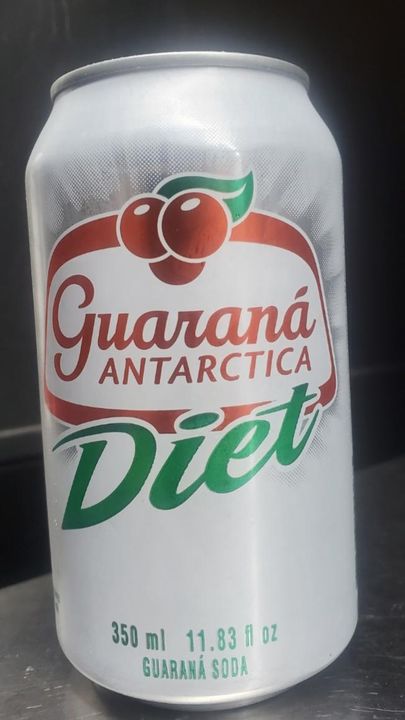 Guaraná
ANTARCTICA
Diet
350 ml 11.83 fl oz
GUARANÁ SODA